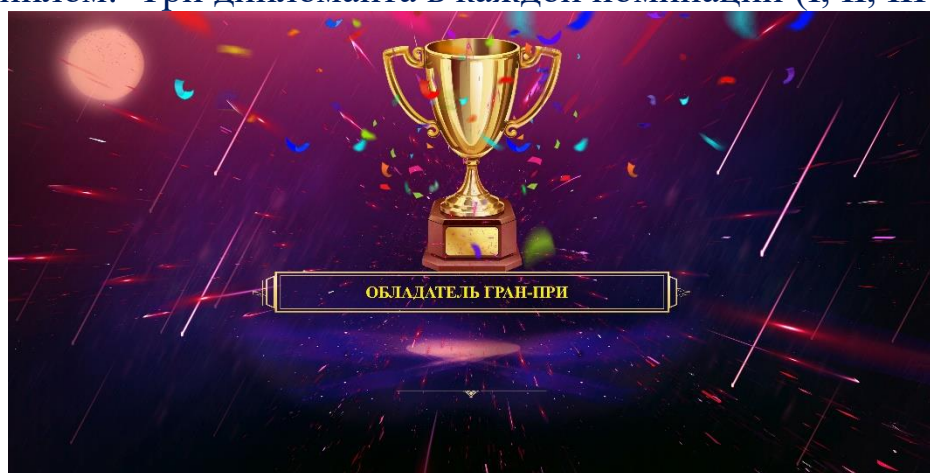 Три дипломанта в каждой номинации (I, II, III
ОБЛАДАТЕЛЬ ГРАН-ПРИ